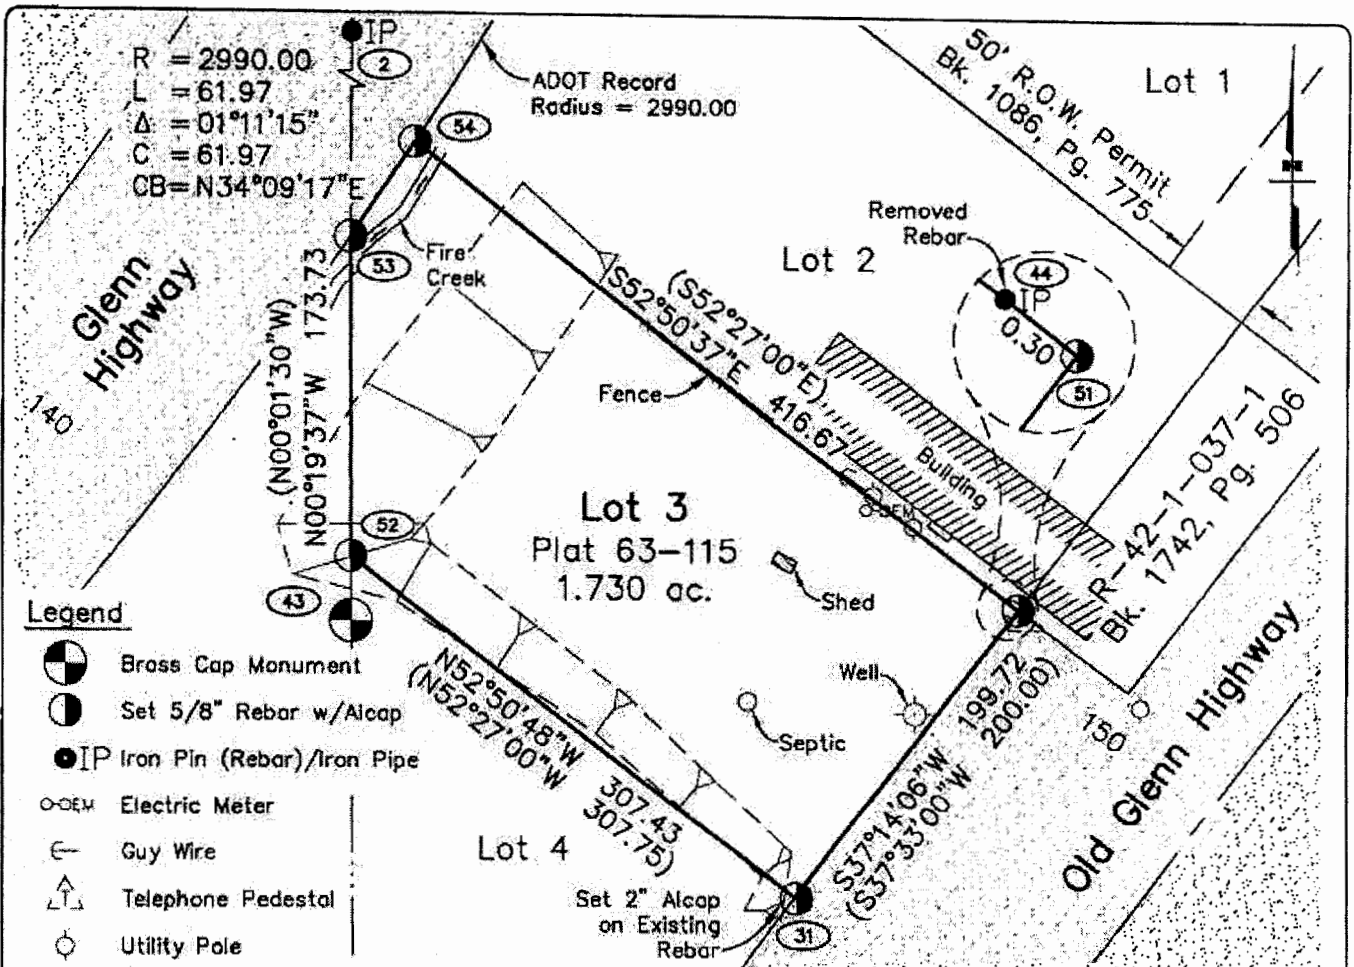 R = 2990.00
L = 61.97
Δ = 01°11'15"
C = 61.97
CB= N34°09'17"E
IP
2
54
ADOT Record
Radius = 2990.00
50' R.O.W. Permit
Bk. 1086, Pg. 775
Lot 1
Removed
Rebar
44
IP
0.30
51
Lot 2
Fire
Creek
53
Glenn
Highway
140
(N00°01'30"W)
N00°19'37"W 173.73
(S52°27'00"E)
S52°50'37"E 416.67
Fence
Building
OEM
R-42-1-037-1
Bk. 1742, Pg. 506
Lot 3
Plat 63-115
1.730 ac.
Shed
52
43
Well
Septic
N52°50'48"W 307.43
(N52°27'00"W 307.75)
S37°14'06"W 199.72
(S37°33'00"W 200.00)
150
Old Glenn Highway
Lot 4
Set 2" Alcap
on Existing
Rebar
31
Legend
Brass Cap Monument
Set 5/8" Rebar w/Alcap
IP Iron Pin (Rebar)/Iron Pipe
OEM Electric Meter
Guy Wire
T Telephone Pedestal
Utility Pole